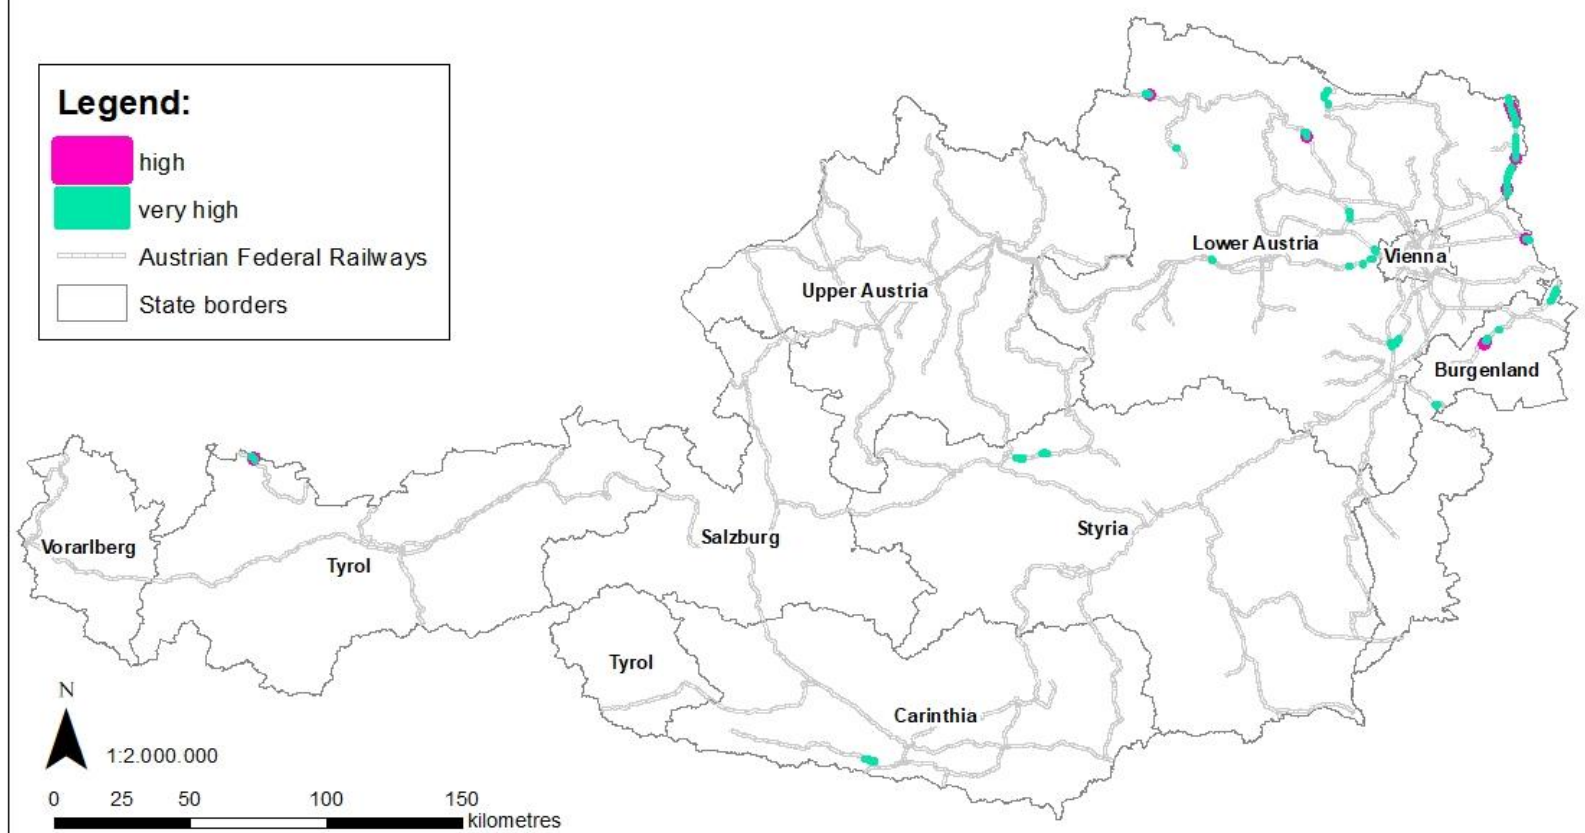 Legend:
high
very high
Austrian Federal Railways
State borders
Lower Austria
Vienna
Upper Austria
Burgenland
Styria
Salzburg
Vorarlberg
Tyrol
Tyrol
Carinthia
N
1:2.000.000
0 25 50 100 150
kilometres